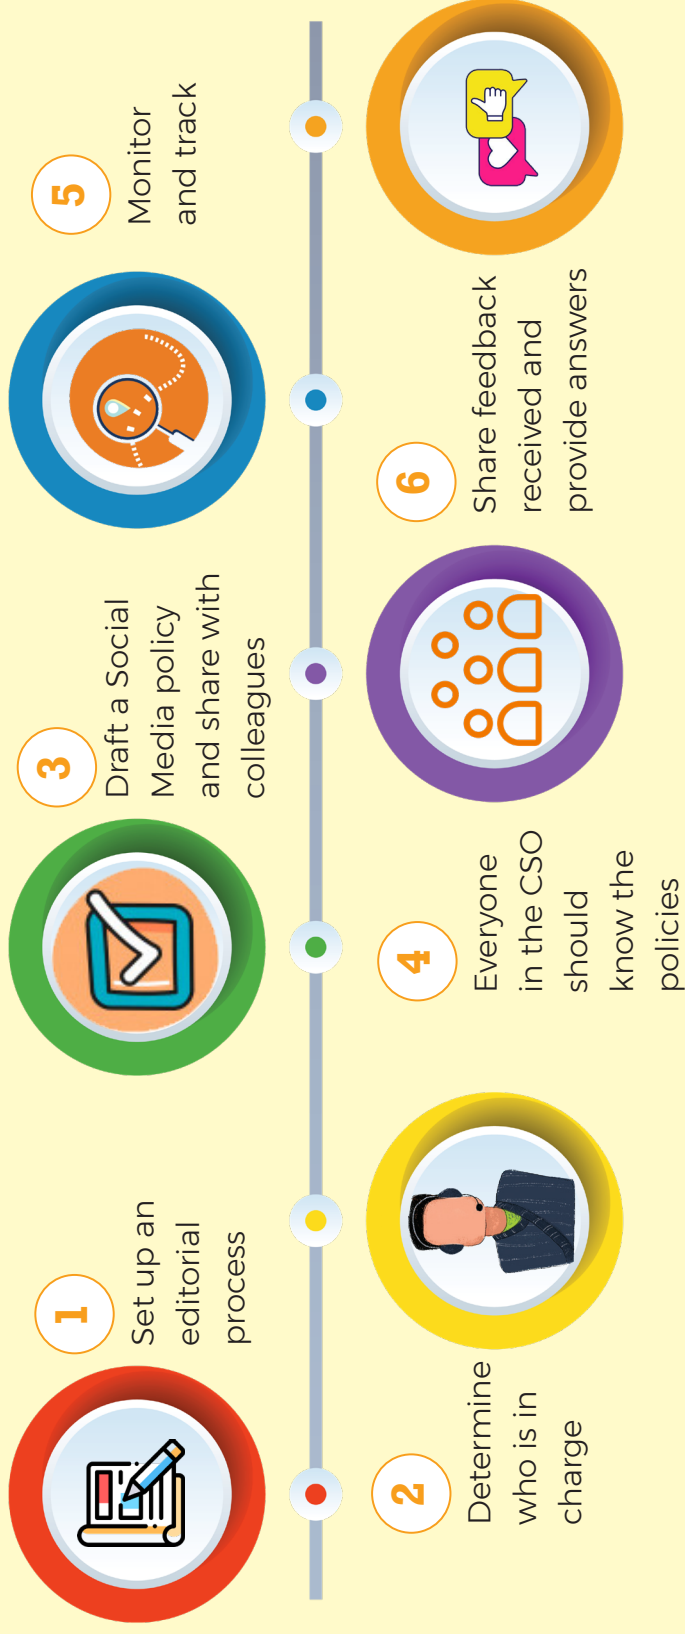 1
Set up an
editorial
process
2
Determine
who is in
charge
3
Draft a Social
Media policy
and share with
colleagues
4
Everyone
in the CSO
should
know the
policies
5
Monitor
and track
6
Share feedback
received and
provide answers